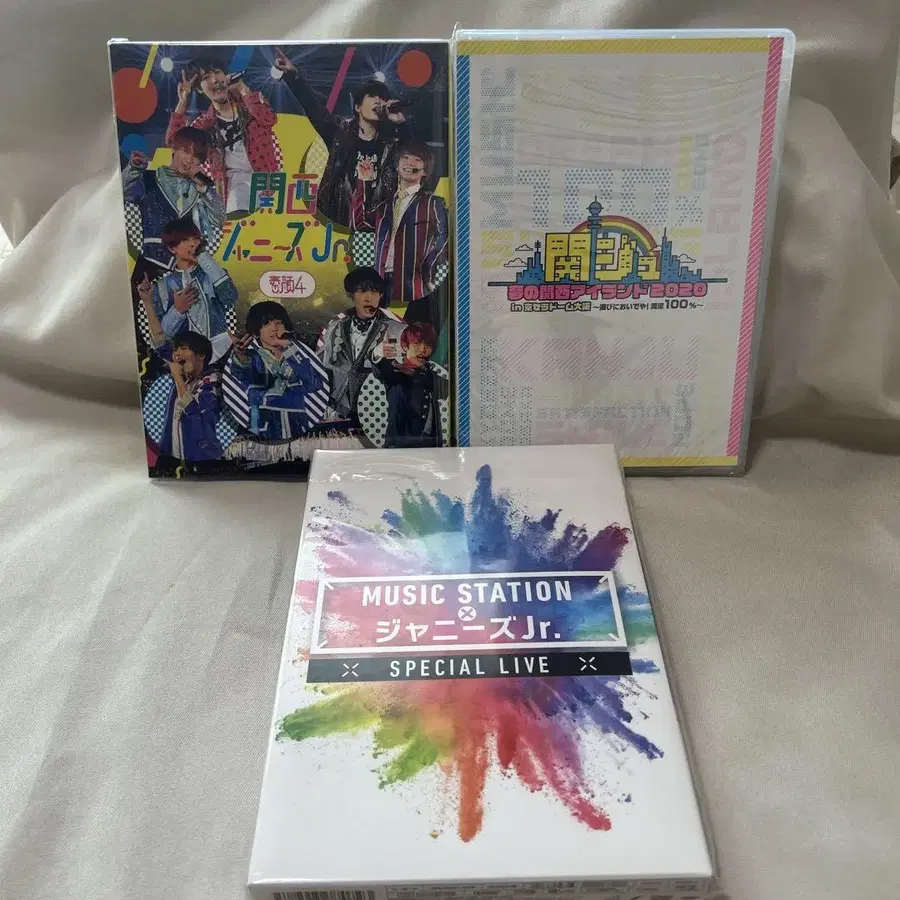 関西
ジャニーズJr.
素顔4
100%
関ジュ
夢の関西アイランド2020
in 京セラドーム大阪 ～遊びにおいでや!満足100%～
SATISFACTION
MUSIC STATION
×
ジャニーズJr.
SPECIAL LIVE